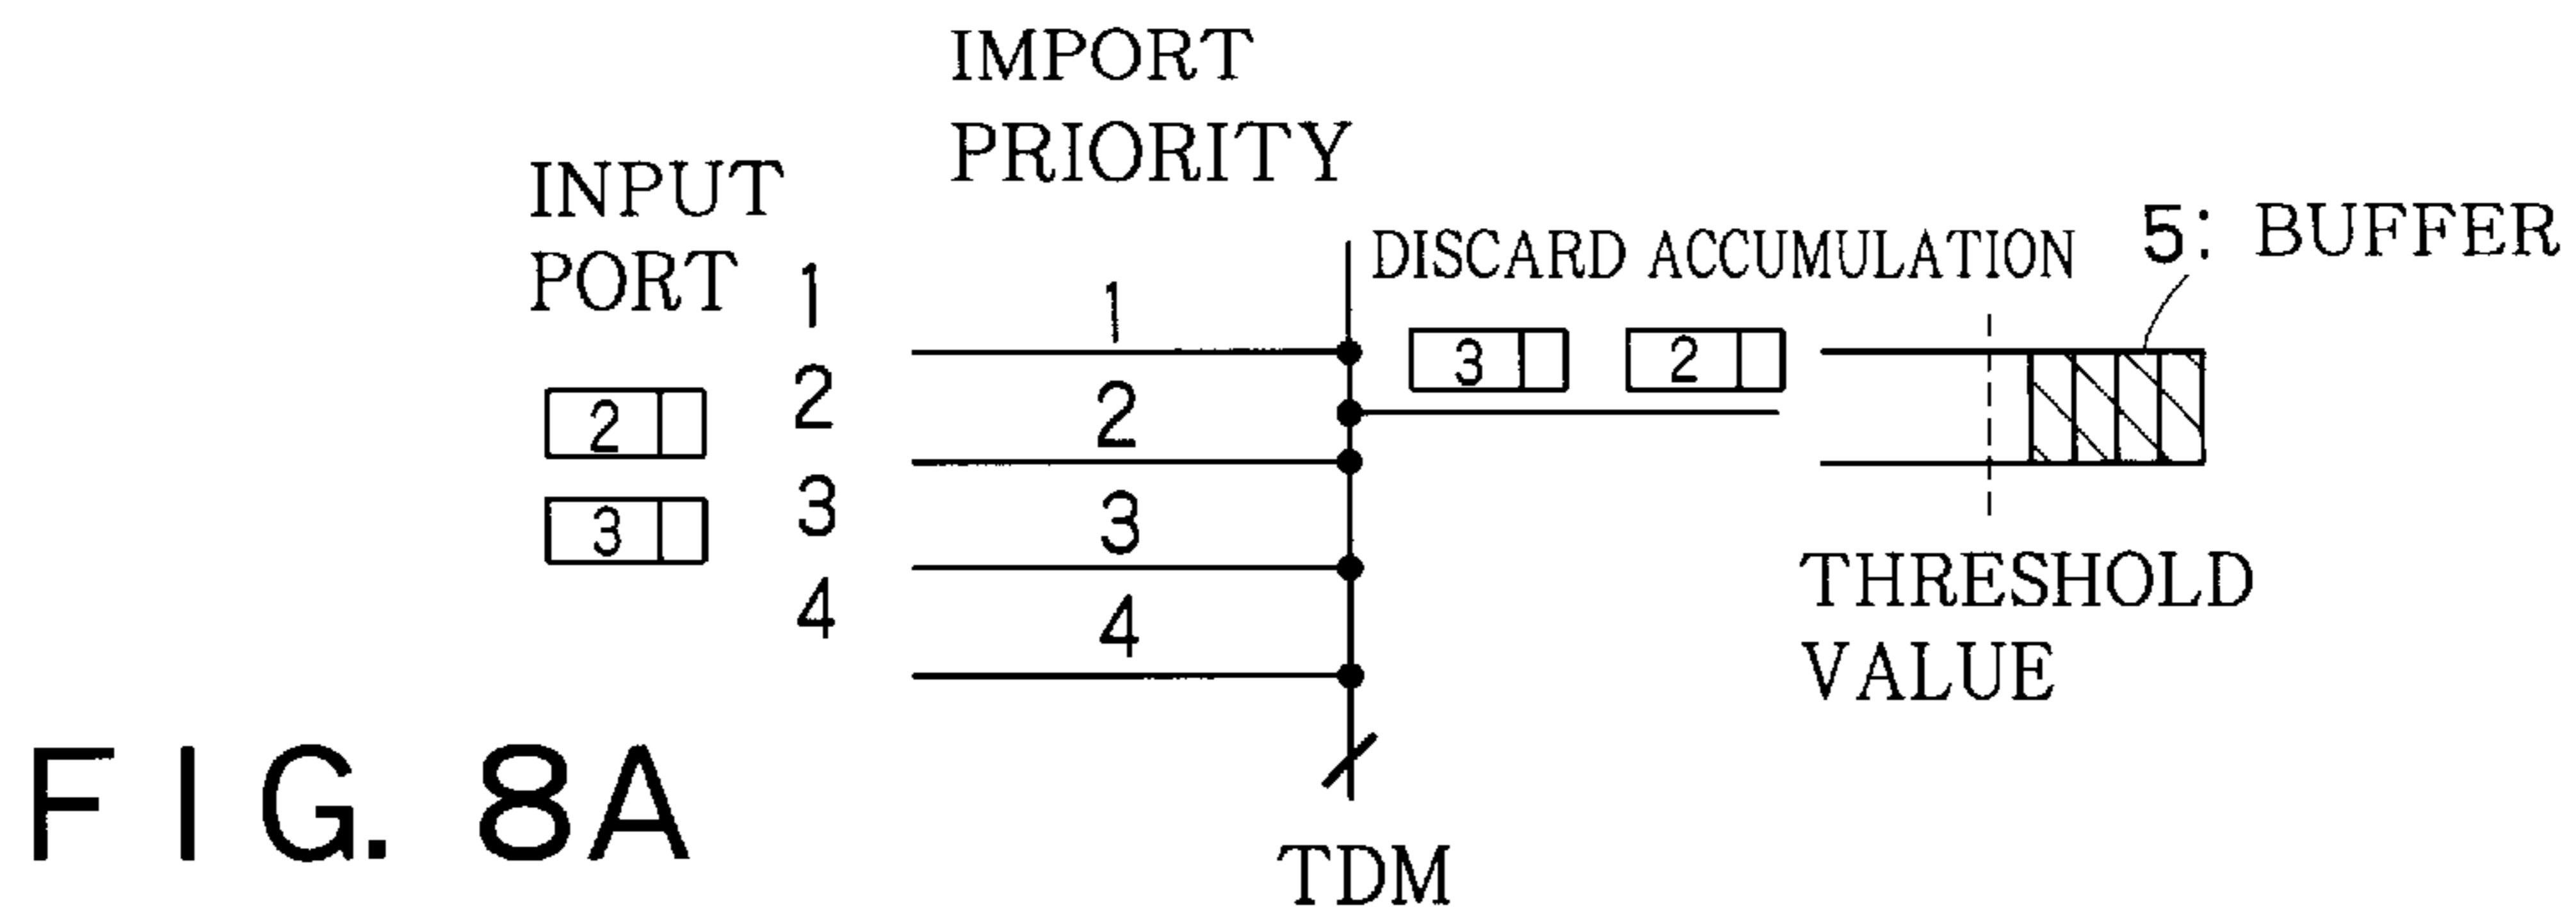 IMPORT
PRIORITY
INPUT
PORT
1
2
3
4
2
3
1
2
3
4
DISCARD ACCUMULATION
3
2
5: BUFFER
THRESHOLD
VALUE
TDM
FIG. 8A